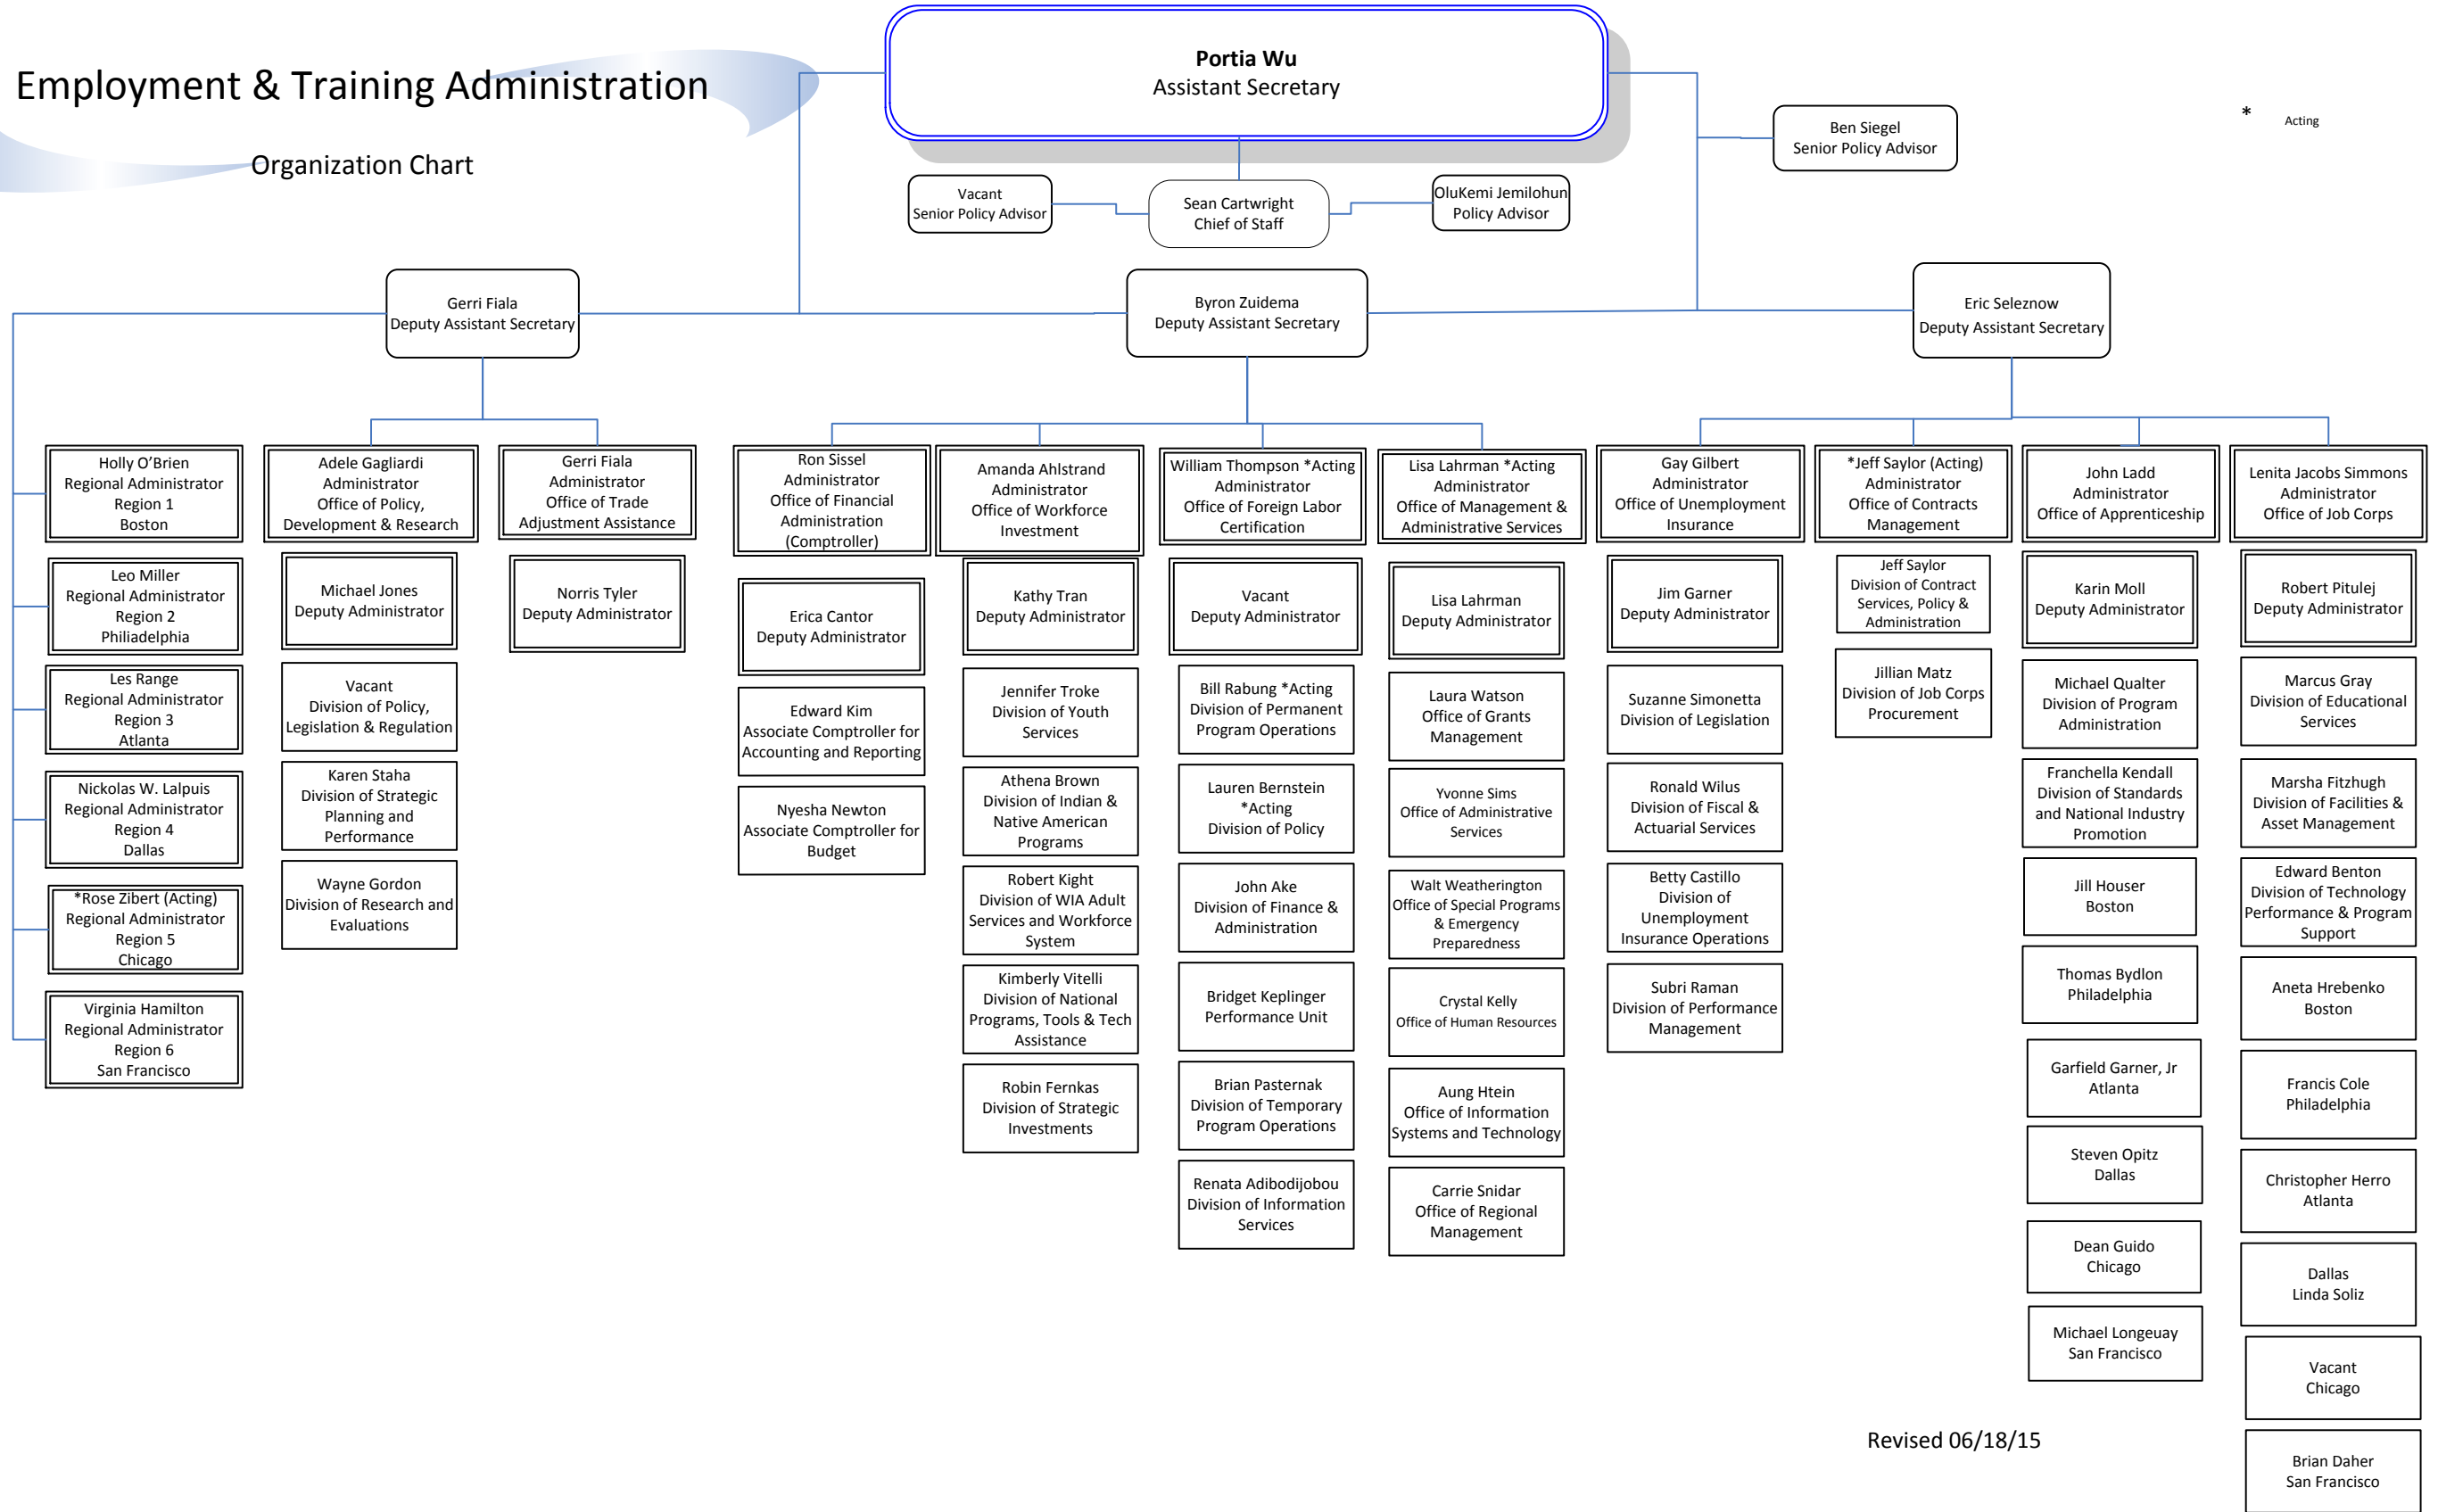 Employment & Training Administration
Organization Chart
Portia Wu
Assistant Secretary
Ben Siegel
Senior Policy Advisor
* Acting
Vacant
Senior Policy Advisor
Sean Cartwright
Chief of Staff
OluKemi Jemilohun
Policy Advisor
Gerri Fiala
Deputy Assistant Secretary
Byron Zuidema
Deputy Assistant Secretary
Eric Seleznow
Deputy Assistant Secretary
Holly O’Brien
Regional Administrator
Region 1
Boston
Leo Miller
Regional Administrator
Region 2
Philiadelphia
Les Range
Regional Administrator
Region 3
Atlanta
Nickolas W. Lalpuis
Regional Administrator
Region 4
Dallas
*Rose Zibert (Acting)
Regional Administrator
Region 5
Chicago
Virginia Hamilton
Regional Administrator
Region 6
San Francisco
Adele Gagliardi
Administrator
Office of Policy,
Development & Research
Michael Jones
Deputy Administrator
Vacant
Division of Policy,
Legislation & Regulation
Karen Staha
Division of Strategic
Planning and
Performance
Wayne Gordon
Division of Research and
Evaluations
Gerri Fiala
Administrator
Office of Trade
Adjustment Assistance
Norris Tyler
Deputy Administrator
Ron Sissel
Administrator
Office of Financial
Administration
(Comptroller)
Erica Cantor
Deputy Administrator
Edward Kim
Associate Comptroller for
Accounting and Reporting
Nyesha Newton
Associate Comptroller for
Budget
Amanda Ahlstrand
Administrator
Office of Workforce
Investment
Kathy Tran
Deputy Administrator
Jennifer Troke
Division of Youth
Services
Athena Brown
Division of Indian &
Native American
Programs
Robert Kight
Division of WIA Adult
Services and Workforce
System
Kimberly Vitelli
Division of National
Programs, Tools & Tech
Assistance
Robin Fernkas
Division of Strategic
Investments
William Thompson *Acting
Administrator
Office of Foreign Labor
Certification
Vacant
Deputy Administrator
Bill Rabung *Acting
Division of Permanent
Program Operations
Lauren Bernstein
*Acting
Division of Policy
John Ake
Division of Finance &
Administration
Bridget Keplinger
Performance Unit
Brian Pasternak
Division of Temporary
Program Operations
Renata Adibodijobou
Division of Information
Services
Lisa Lahrman *Acting
Administrator
Office of Management &
Administrative Services
Lisa Lahrman
Deputy Administrator
Laura Watson
Office of Grants
Management
Yvonne Sims
Office of Administrative
Services
Walt Weatherington
Office of Special Programs
& Emergency
Preparedness
Crystal Kelly
Office of Human Resources
Aung Htein
Office of Information
Systems and Technology
Carrie Snidar
Office of Regional
Management
Gay Gilbert
Administrator
Office of Unemployment
Insurance
Jim Garner
Deputy Administrator
Suzanne Simonetta
Division of Legislation
Ronald Wilus
Division of Fiscal &
Actuarial Services
Betty Castillo
Division of
Unemployment
Insurance Operations
Subri Raman
Division of Performance
Management
*Jeff Saylor (Acting)
Administrator
Office of Contracts
Management
Jeff Saylor
Division of Contract
Services, Policy &
Administration
Jillian Matz
Division of Job Corps
Procurement
John Ladd
Administrator
Office of Apprenticeship
Karin Moll
Deputy Administrator
Michael Qualter
Division of Program
Administration
Franchella Kendall
Division of Standards
and National Industry
Promotion
Jill Houser
Boston
Thomas Bydlon
Philadelphia
Garfield Garner, Jr
Atlanta
Steven Opitz
Dallas
Dean Guido
Chicago
Michael Longeuay
San Francisco
Lenita Jacobs Simmons
Administrator
Office of Job Corps
Robert Pitulej
Deputy Administrator
Marcus Gray
Division of Educational
Services
Marsha Fitzhugh
Division of Facilities &
Asset Management
Edward Benton
Division of Technology
Performance & Program
Support
Aneta Hrebenko
Boston
Francis Cole
Philadelphia
Christopher Herro
Atlanta
Dallas
Linda Soliz
Vacant
Chicago
Brian Daher
San Francisco
Revised 06/18/15